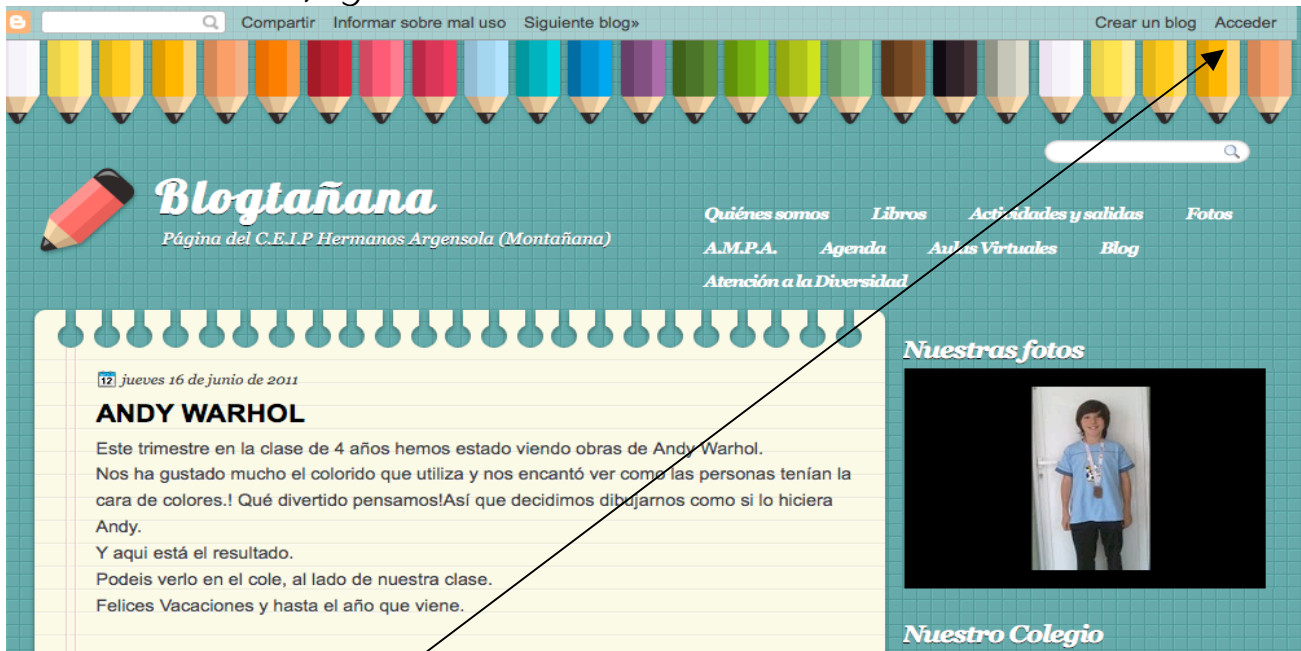 Compartir Informar sobre mal uso Siguiente blog» Crear un blog Acceder
Blogtañana
Página del C.E.I.P Hermanos Argensola (Montañana)
Quiénes somos Libros Actividades y salidas Fotos
A.M.P.A. Agenda Aulas Virtuales Blog
Atención a la Diversidad
12 jueves 16 de junio de 2011
ANDY WARHOL
Este trimestre en la clase de 4 años hemos estado viendo obras de Andy Warhol.
Nos ha gustado mucho el colorido que utiliza y nos encantó ver como las personas tenían la
cara de colores.! Qué divertido pensamos!Así que decidimos dibujarnos como si lo hiciera
Andy.
Y aqui está el resultado.
Podeis verlo en el cole, al lado de nuestra clase.
Felices Vacaciones y hasta el año que viene.
Nuestras fotos
Nuestro Colegio